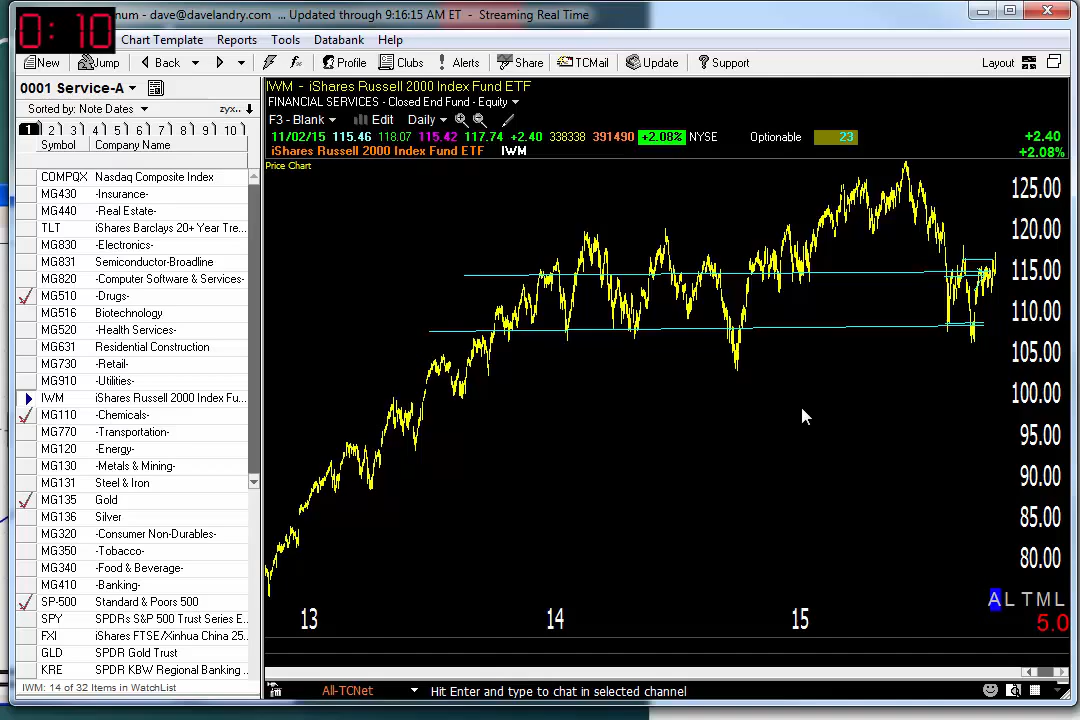 num - dave@davelandry.com ... Updated through 9:16:15 AM ET - Streaming Real Time
0:10
Chart Template Reports Tools Databank Help
New Jump Back Profile Clubs Alerts Share TCMail Update Support Layout
0001 Service-A
Sorted by: Note Dates zyx..
1 2 3 4 5 6 7 8 9 10
Symbol Company Name
COMPQX Nasdaq Composite Index
MG430 -Insurance-
MG440 -Real Estate-
TLT iShares Barclays 20+ Year Tre...
MG830 -Electronics-
MG831 Semiconductor-Broadline
MG820 -Computer Software & Services-
MG510 -Drugs-
MG516 Biotechnology
MG520 -Health Services-
MG631 Residential Construction
MG730 -Retail-
MG910 -Utilities-
IWM iShares Russell 2000 Index Fu...
MG110 -Chemicals-
MG770 -Transportation-
MG120 -Energy-
MG130 -Metals & Mining-
MG131 Steel & Iron
MG135 Gold
MG136 Silver
MG320 -Consumer Non-Durables-
MG350 -Tobacco-
MG340 -Food & Beverage-
MG410 -Banking-
SP-500 Standard & Poors 500
SPY SPDRs S&P 500 Trust Series E...
FXI iShares FTSE/Xinhua China 25...
GLD SPDR Gold Trust
KRE SPDR KBW Regional Banking ...
IWM: 14 of 32 Items in WatchList
IWM - iShares Russell 2000 Index Fund ETF
FINANCIAL SERVICES - Closed End Fund - Equity
F3 - Blank Edit Daily
11/02/15 115.46 118.07 115.42 117.74 +2.40 338338 391490 +2.08% NYSE Optionable 23 +2.40
iShares Russell 2000 Index Fund ETF IWM +2.08%
Price Chart
125.00
120.00
115.00
110.00
105.00
100.00
95.00
90.00
85.00
80.00
A L T M L
13 14 15 5.0
All-TCNet Hit Enter and type to chat in selected channel